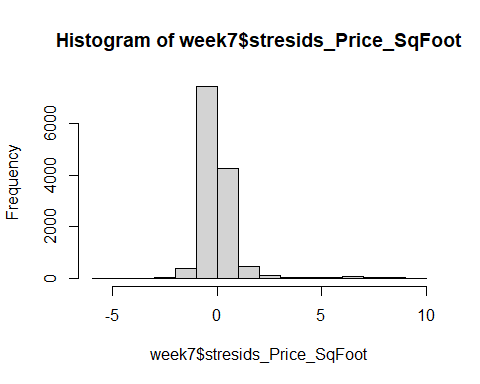 Histogram of week7$stresids_Price_SqFoot
Frequency
6000
4000
2000
0
-5 0 5 10
week7$stresids_Price_SqFoot